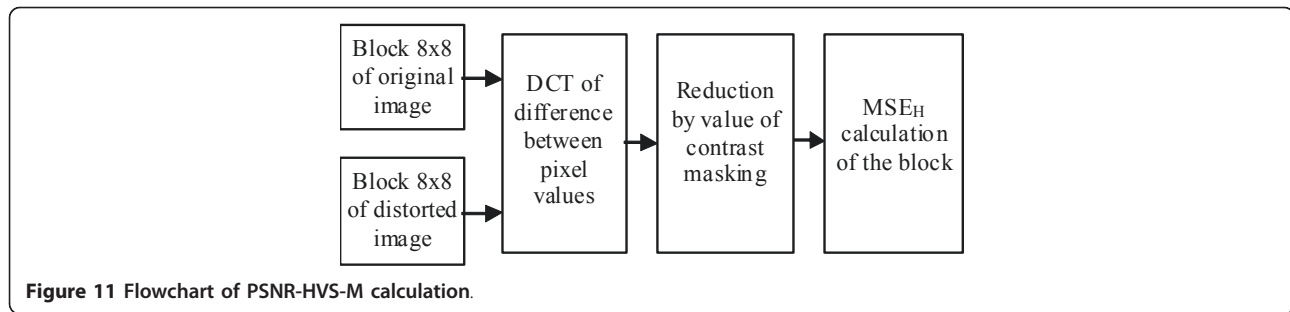 Block 8x8
of original
image
Block 8x8
of distorted
image
DCT of
difference
between
pixel
values
Reduction
by value of
contrast
masking
MSEH
calculation
of the block
Figure 11 Flowchart of PSNR-HVS-M calculation.